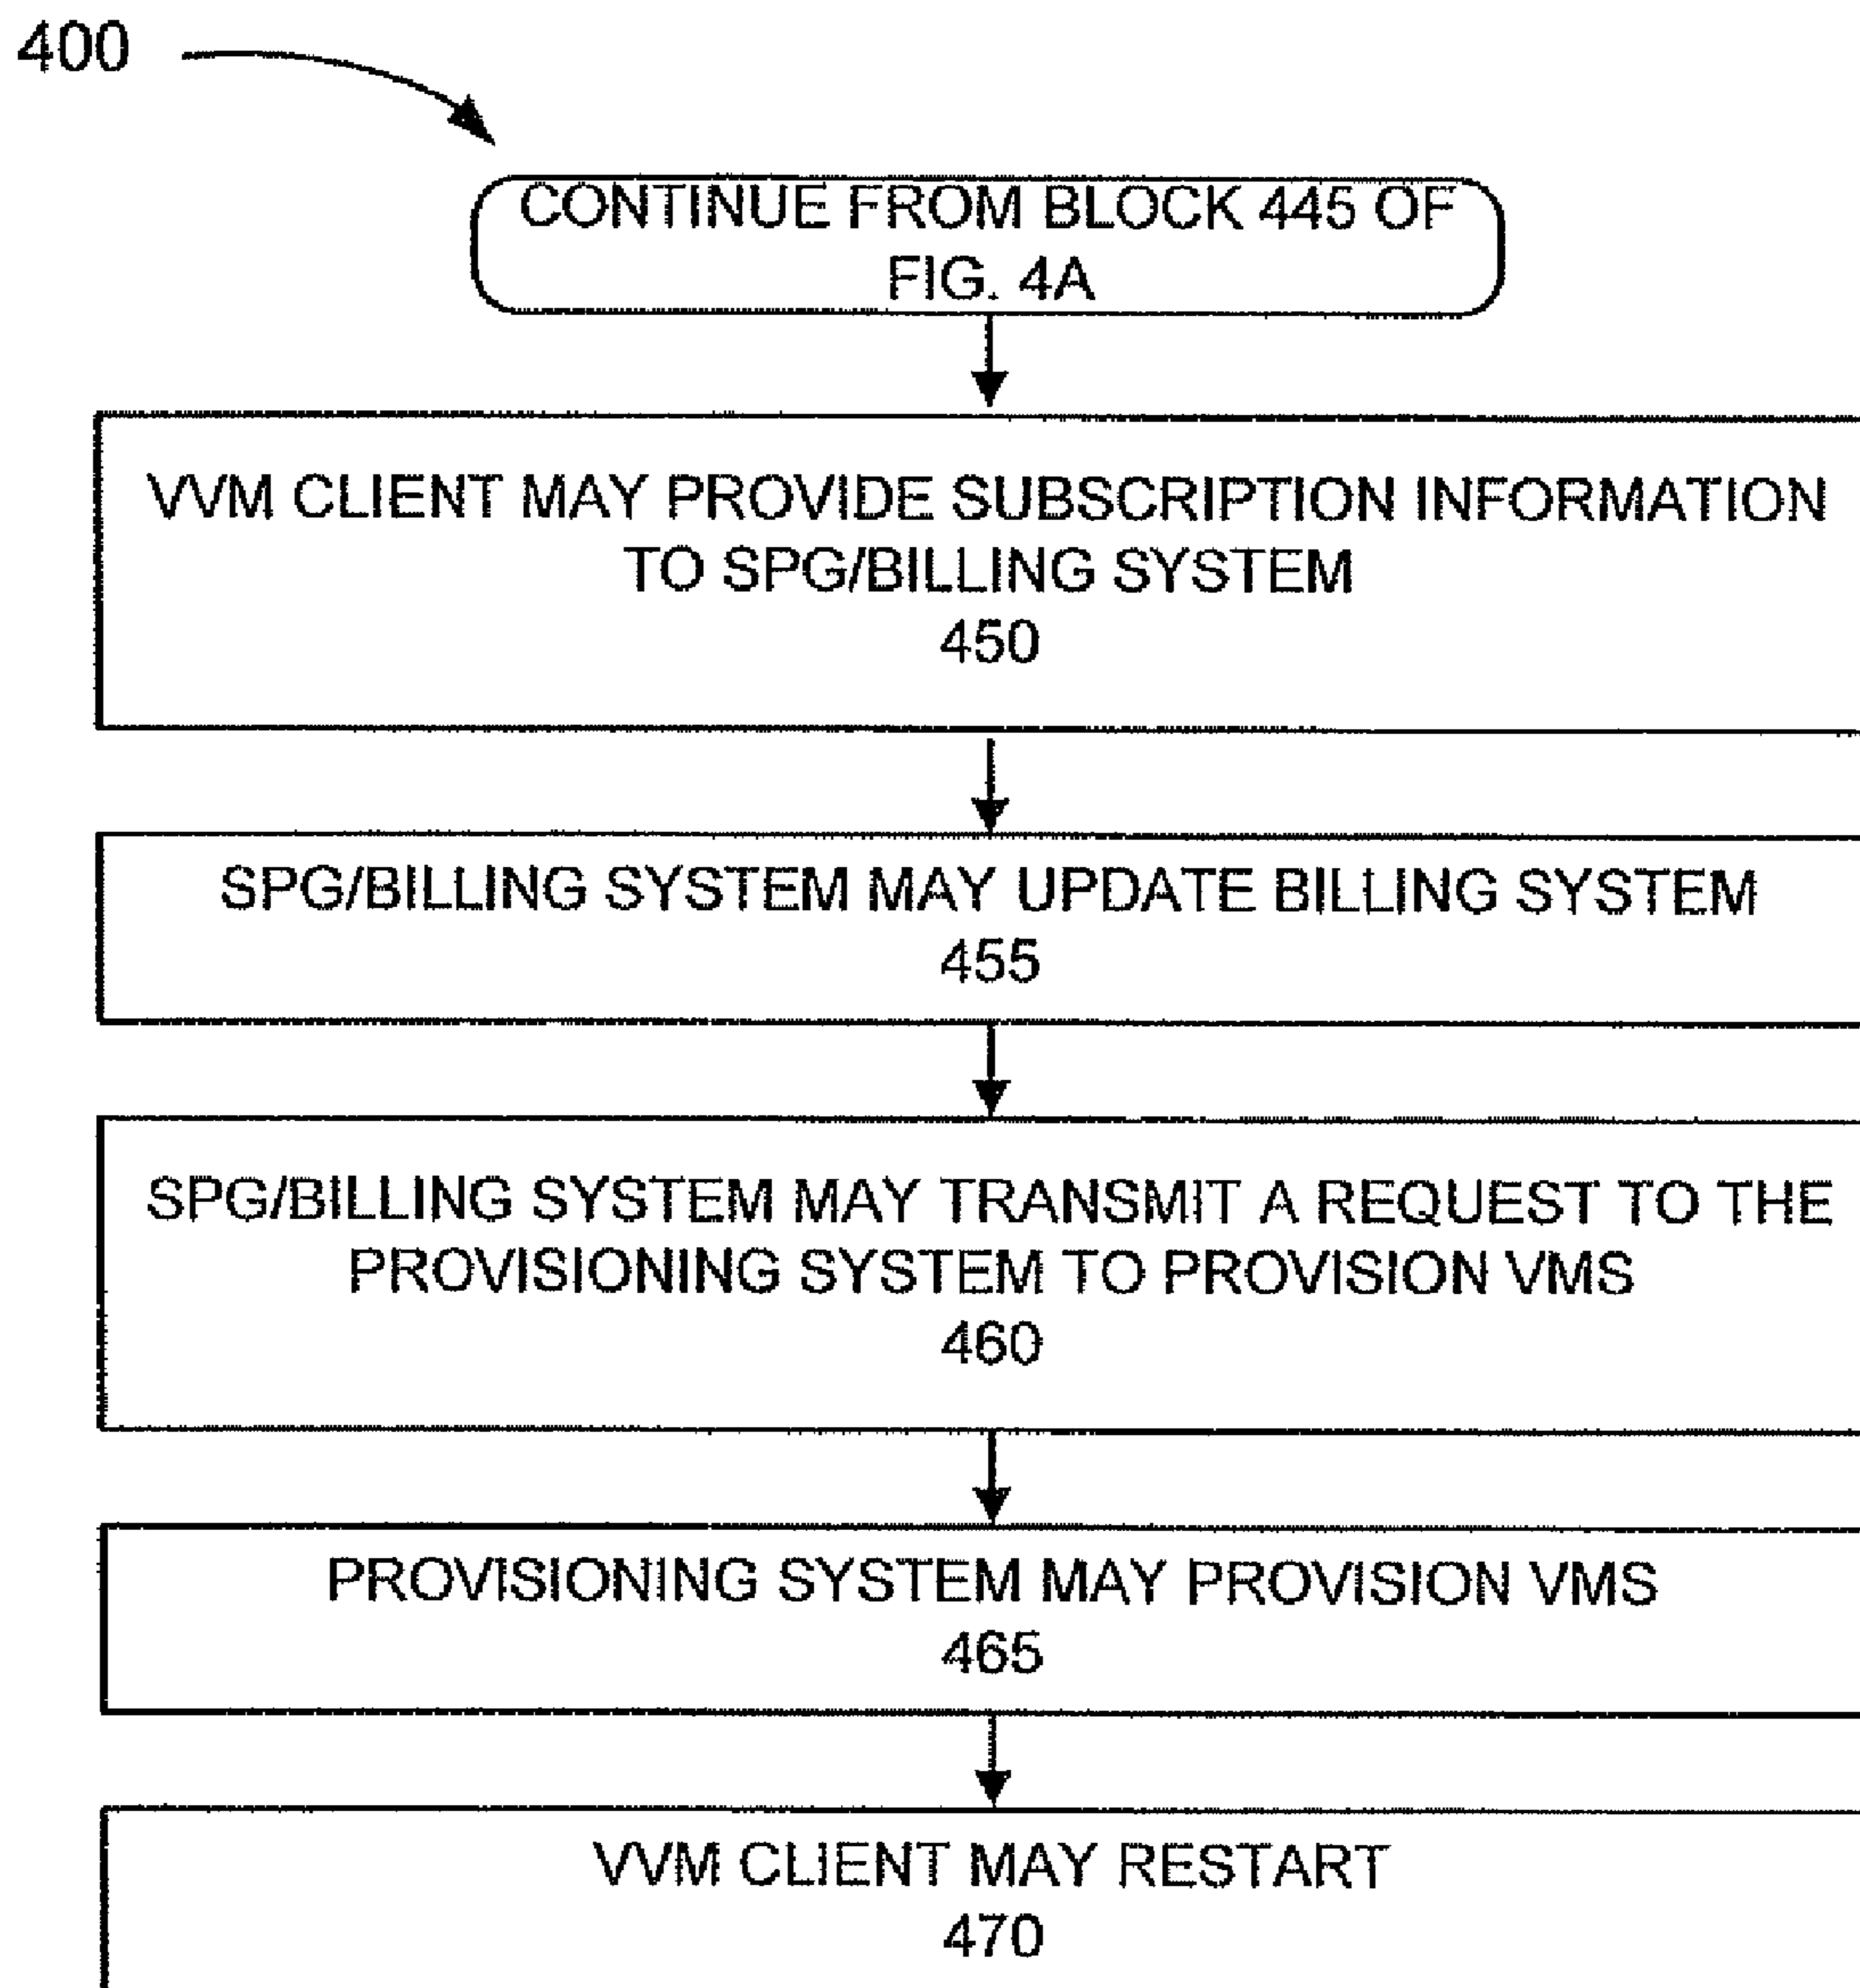 400
CONTINUE FROM BLOCK 445 OF
FIG. 4A
VVM CLIENT MAY PROVIDE SUBSCRIPTION INFORMATION
TO SPG/BILLING SYSTEM
450
SPG/BILLING SYSTEM MAY UPDATE BILLING SYSTEM
455
SPG/BILLING SYSTEM MAY TRANSMIT A REQUEST TO THE
PROVISIONING SYSTEM TO PROVISION VMS
460
PROVISIONING SYSTEM MAY PROVISION VMS
465
VVM CLIENT MAY RESTART
470